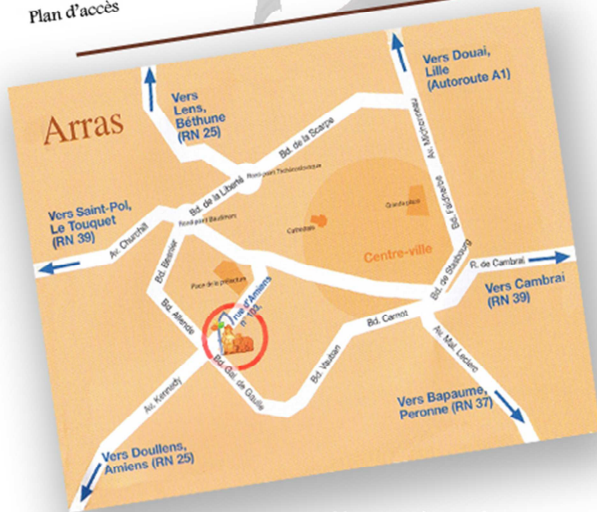 Plan d'accès
Arras
Vers
Lens,
Béthune
(RN 25)
Vers Douai,
Lille
(Autoroute A1)
Bd. de la Scarpe
Av. Michonneau
Bd. de la Liberté
Rond-point Tchécoslovaque
Vers Saint-Pol,
Le Touquet
(RN 39)
Av. Churchill
Rond-point Baudimont
Cathédrale
Grande place
Bd. Faidherbe
Centre-ville
Bd. Besnier
Place de la préfecture
Bd. de Strasbourg
R. de Cambrai
Vers Cambrai
(RN 39)
rue d'Amiens
n° 102.
Bd. Allende
Bd. Carnot
Av. Mal. Leclerc
Bd. Gal. de Gaulle
Bd. Vauban
Av. Kennedy
Vers Bapaume,
Peronne (RN 37)
Vers Doullens,
Amiens (RN 25)